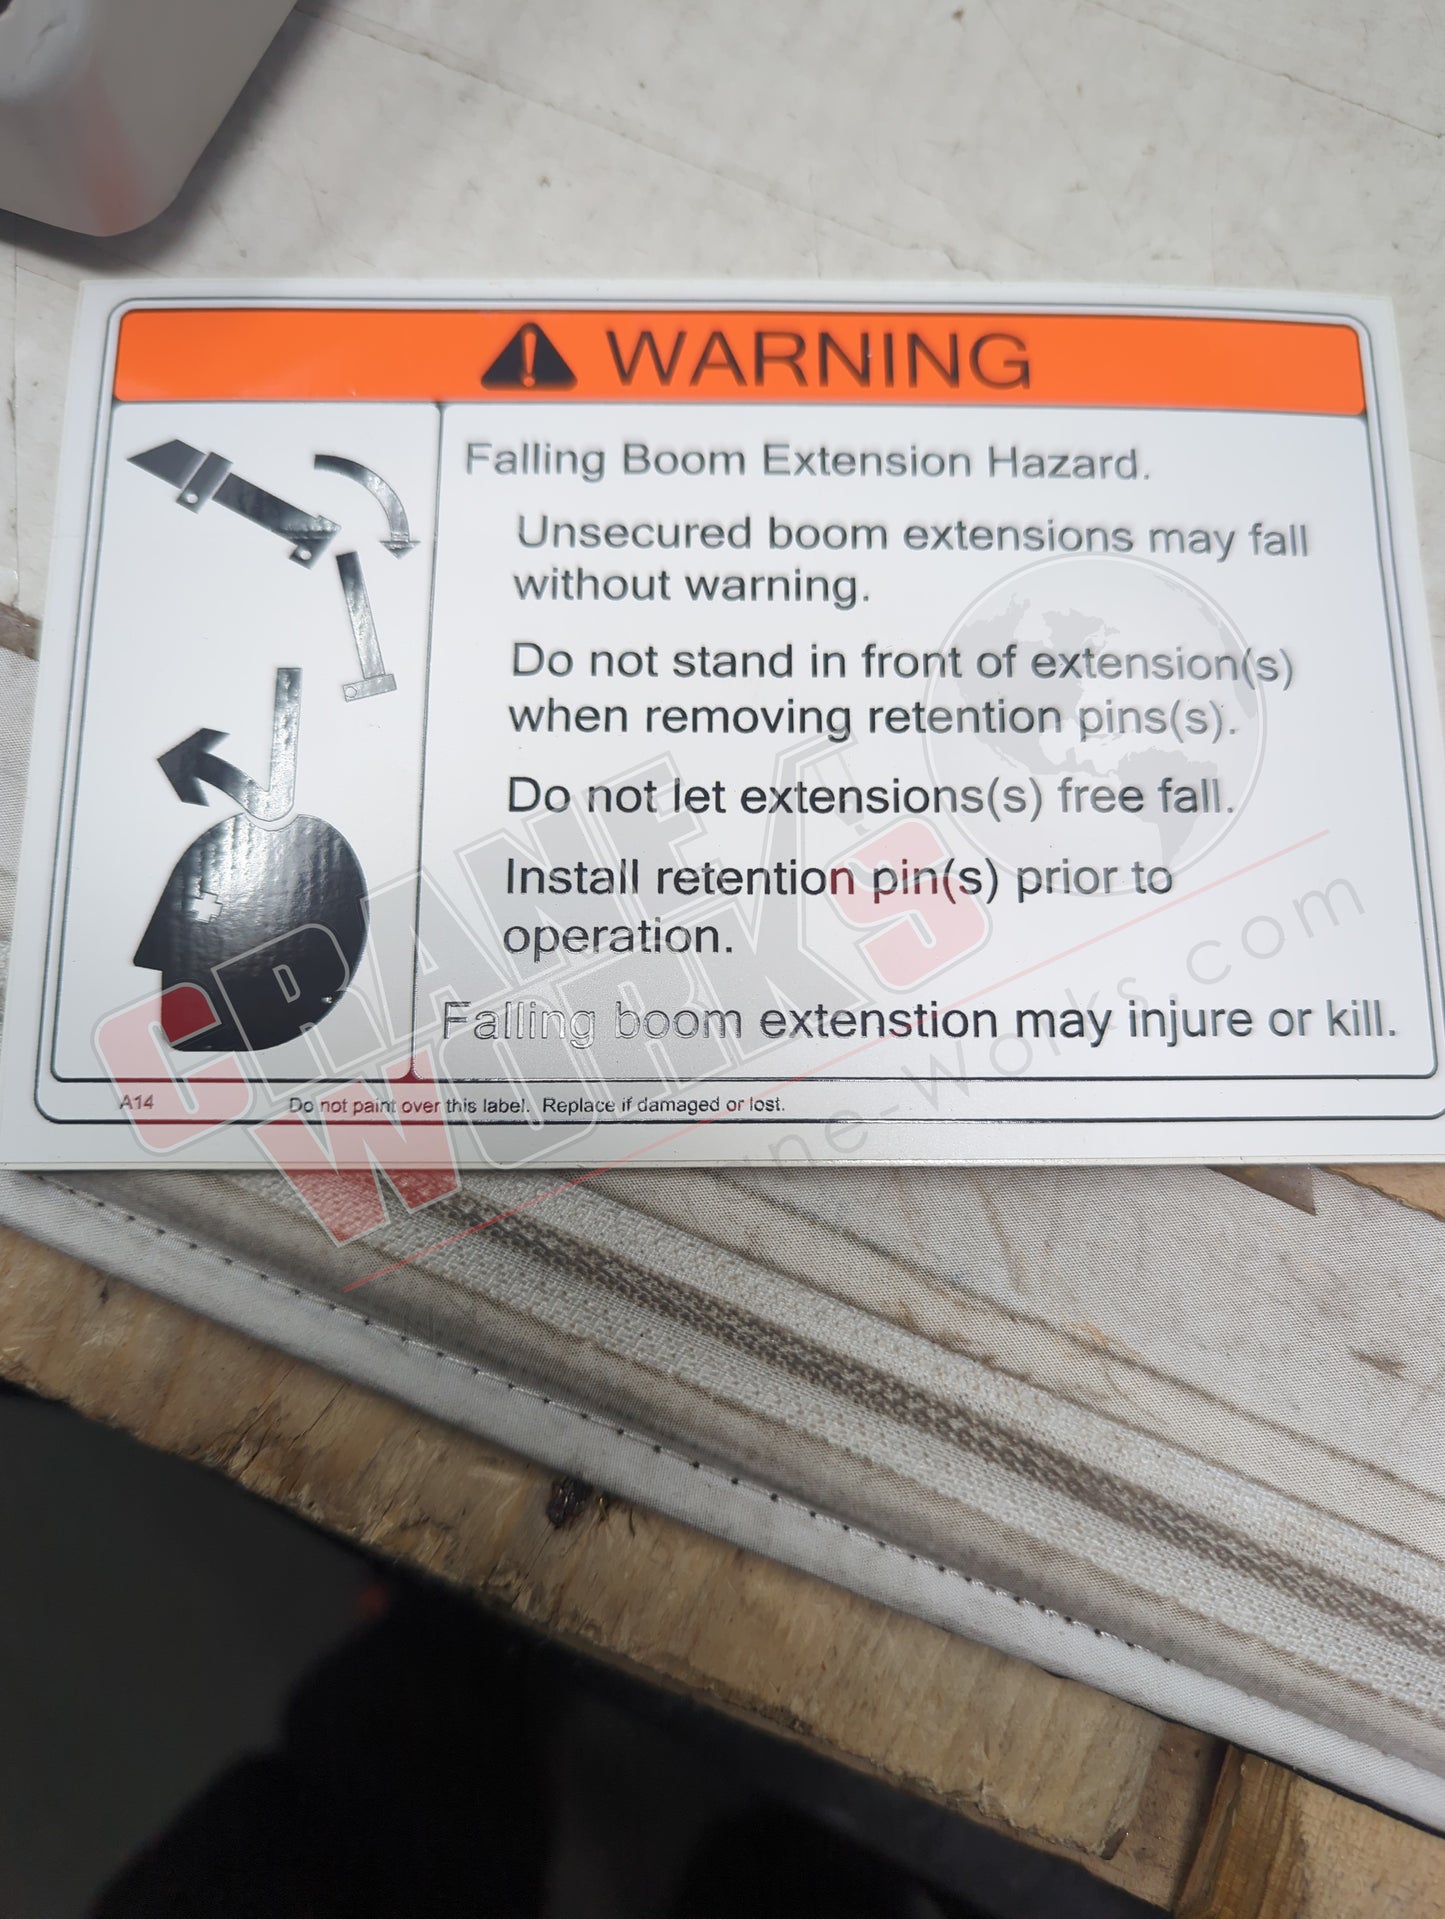 WARNING
Falling Boom Extension Hazard.
Unsecured boom extensions may fall
without warning.
Do not stand in front of extension(s)
when removing retention pins(s).
Do not let extensions(s) free fall.
Install retention pin(s) prior to
operation.
Falling boom extenstion may injure or kill.
A14 Do not paint over this label. Replace if damaged or lost.
CRANE
WORKS
crane-works.com